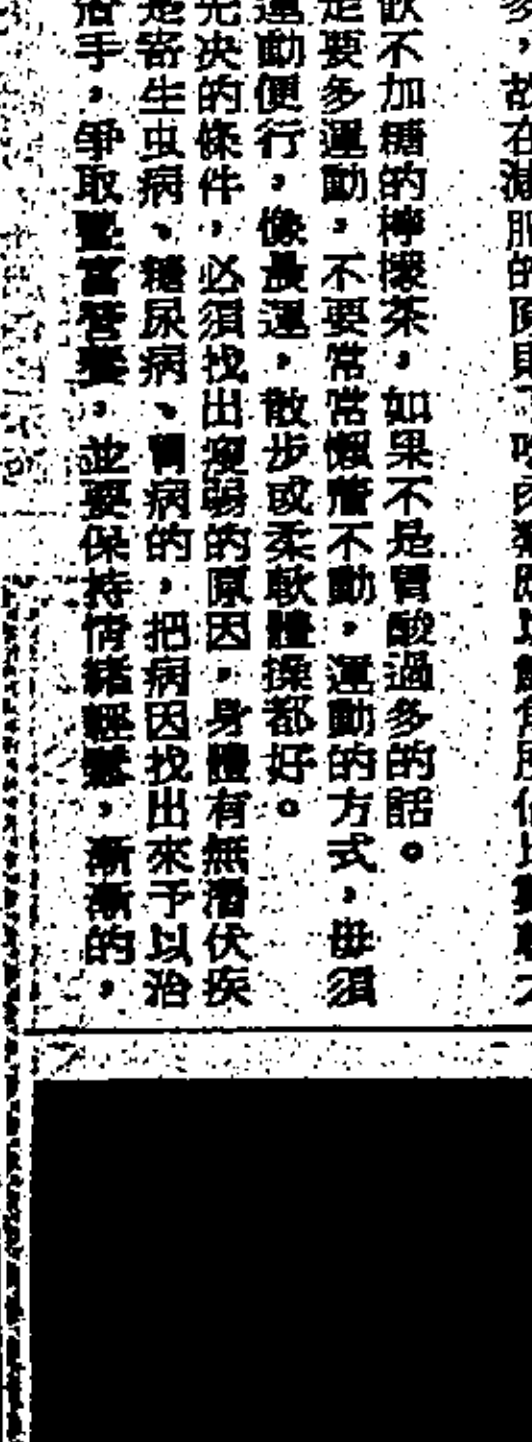 多，故在減肥的
飲不加糖的檸檬茶，如果不是胃酸過多的話。
是要多運動，不要常常懶惰不動，運動的方式，毋須
運動便行，像晨運，散步或柔軟體操都好。
先决的條件，必須找出瘦弱的原因，身體有無潛伏疾
是寄生虫病、糖尿病、胃病的，把病因找出來予以治
落手，爭取豐富營養，並要保持情緒輕鬆，漸漸的，